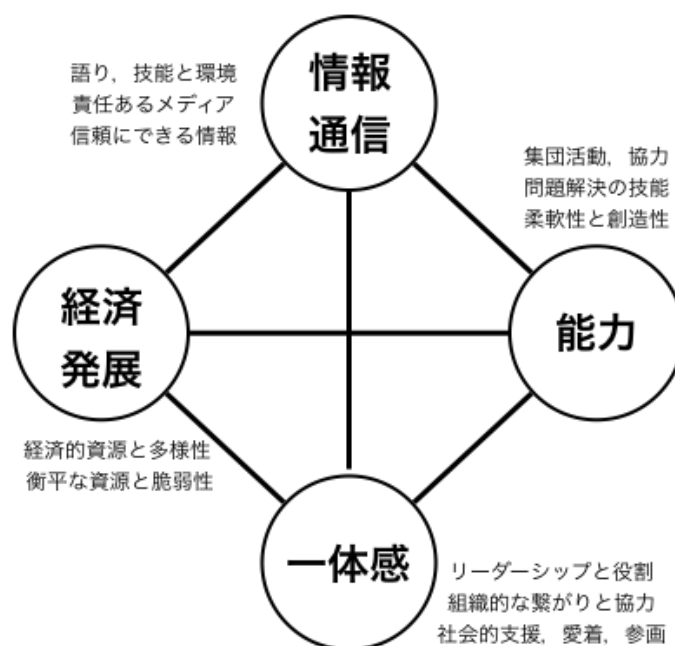 情報
通信
語り，技能と環境
責任あるメディア
信頼にできる情報
集団活動，協力
問題解決の技能
柔軟性と創造性
経済
発展
能力
経済的資源と多様性
衡平な資源と脆弱性
一体感
リーダーシップと役割
組織的な繋がりと協力
社会的支援，愛着，参画